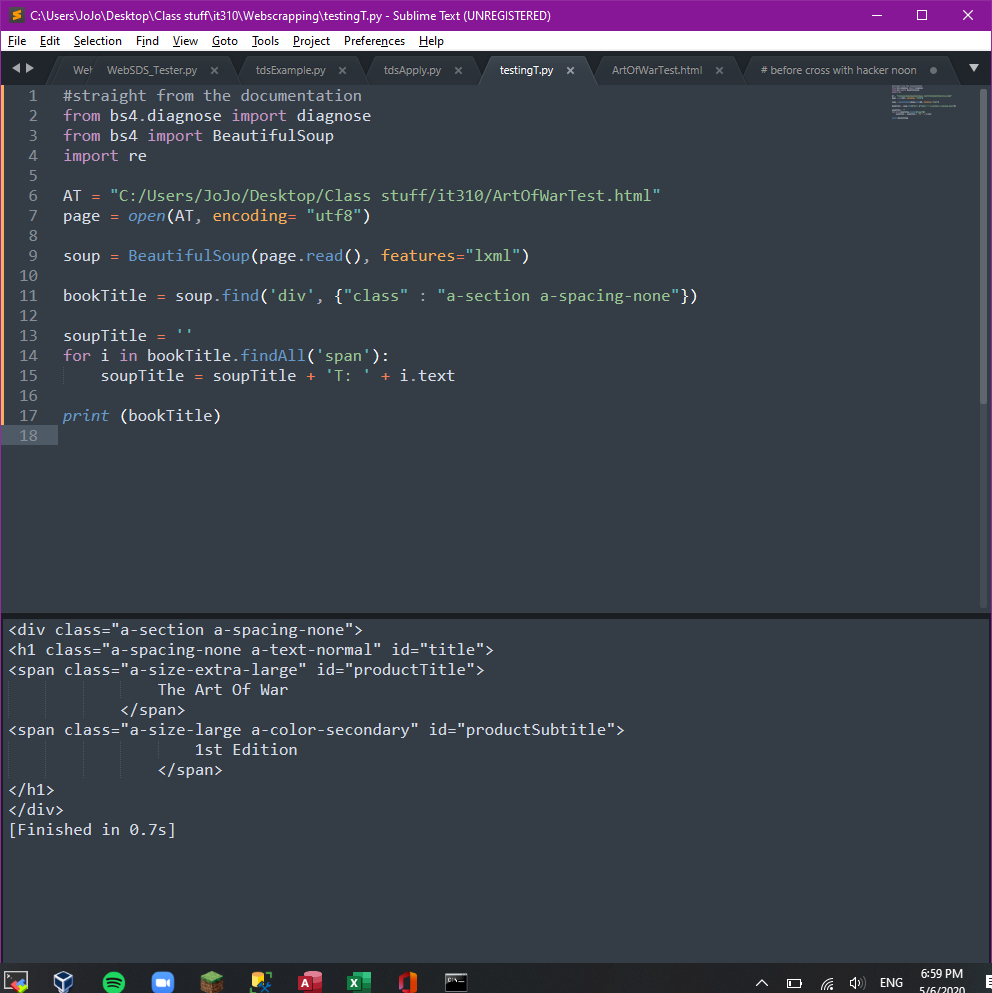 C:\Users\JoJo\Desktop\Class stuff\it310\Webscrapping\testingT.py - Sublime Text (UNREGISTERED)
File Edit Selection Find View Goto Tools Project Preferences Help
WebSDS_Tester.py tdsExample.py tdsApply.py testingT.py ArtOfWarTest.html # before cross with hacker noon
1 #straight from the documentation
2 from bs4.diagnose import diagnose
3 from bs4 import BeautifulSoup
4 import re
5
6 AT = "C:/Users/JoJo/Desktop/Class stuff/it310/ArtOfWarTest.html"
7 page = open(AT, encoding= "utf8")
8
9 soup = BeautifulSoup(page.read(), features="lxml")
10
11 bookTitle = soup.find('div', {"class" : "a-section a-spacing-none"})
12
13 soupTitle = ''
14 for i in bookTitle.findAll('span'):
15     soupTitle = soupTitle + 'T: ' + i.text
16
17 print (bookTitle)
18
<div class="a-section a-spacing-none">
<h1 class="a-spacing-none a-text-normal" id="title">
<span class="a-size-extra-large" id="productTitle">
The Art Of War
</span>
<span class="a-size-large a-color-secondary" id="productSubtitle">
1st Edition
</span>
</h1>
</div>
[Finished in 0.7s]
ENG
6:59 PM
5/6/2020